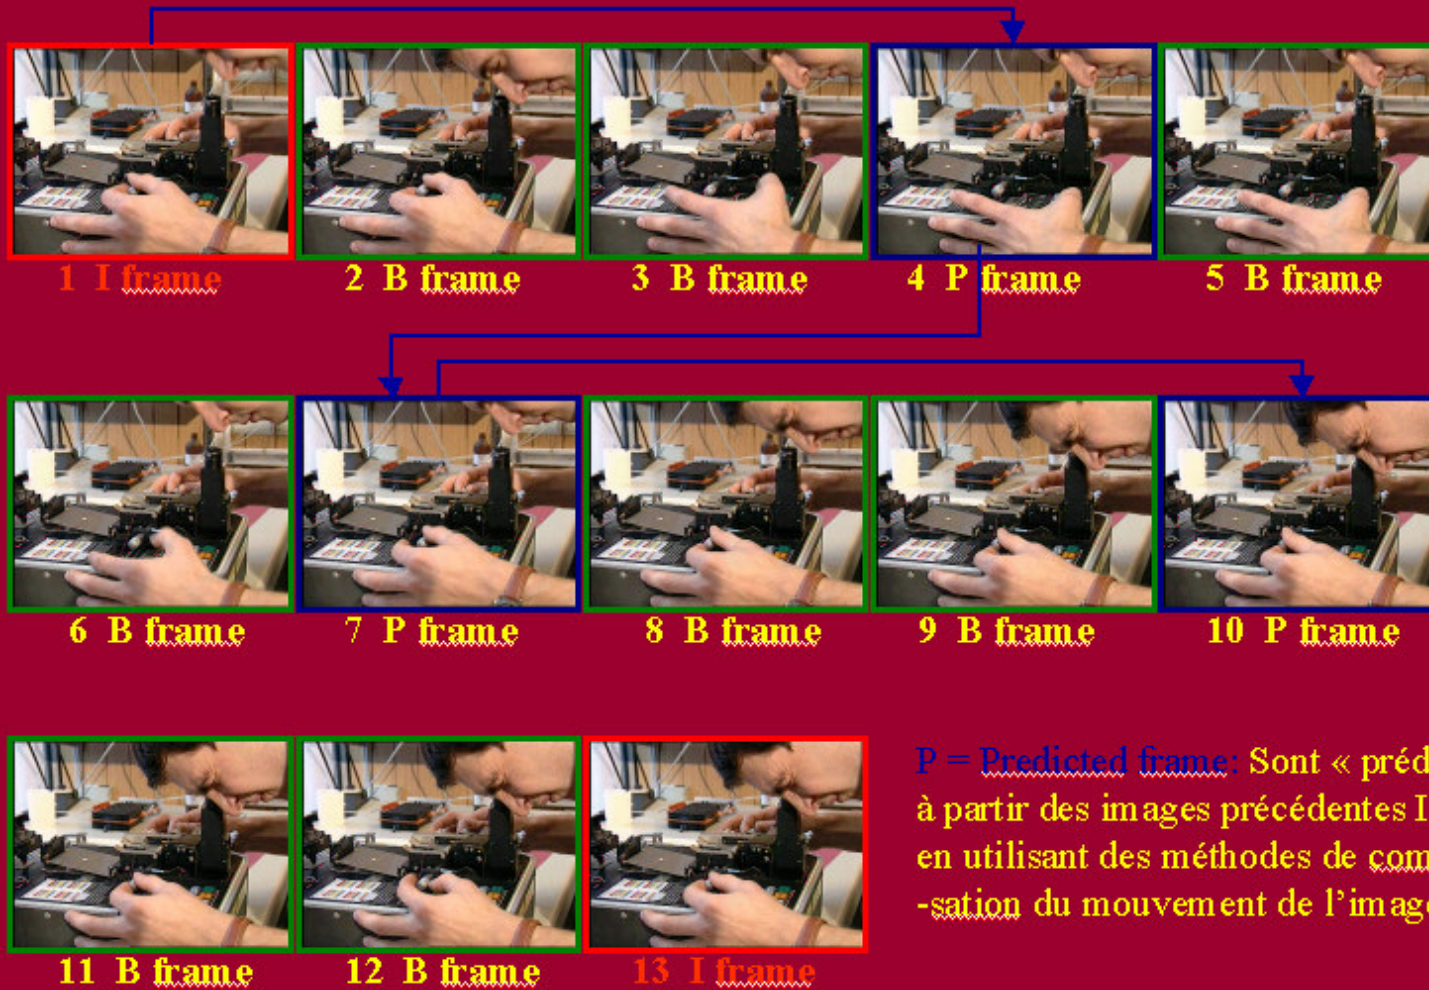 1 I frame
2 B frame
3 B frame
4 P frame
5 B frame
6 B frame
7 P frame
8 B frame
9 B frame
10 P frame
11 B frame
12 B frame
13 I frame
P = Predicted frame: Sont « préd
à partir des images précédentes I
en utilisant des méthodes de com
-sation du mouvement de l’image